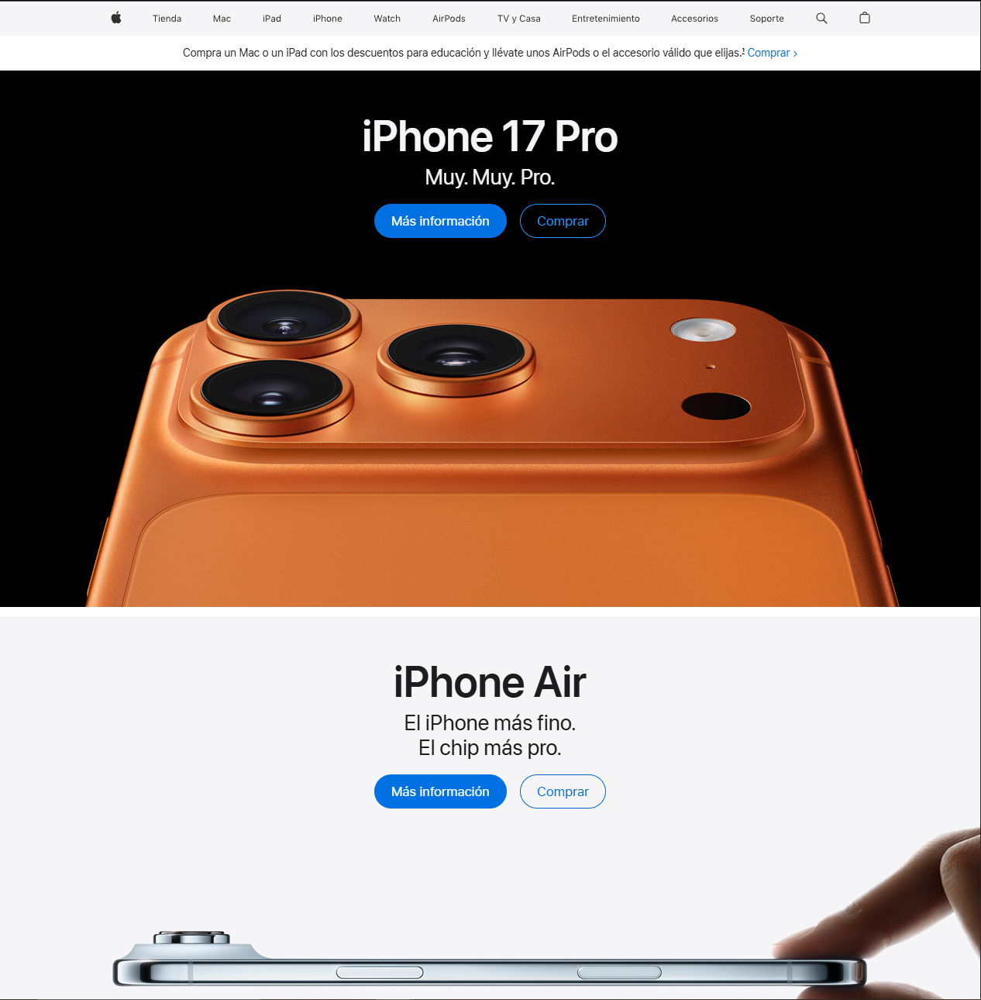 Tienda Mac iPad iPhone Watch AirPods TV y Casa Entretenimiento Accesorios Soporte
Compra un Mac o un iPad con los descuentos para educación y llévate unos AirPods o el accesorio válido que elijas.¹ Comprar >
iPhone 17 Pro
Muy. Muy. Pro.
Más información Comprar
iPhone Air
El iPhone más fino.
El chip más pro.
Más información Comprar